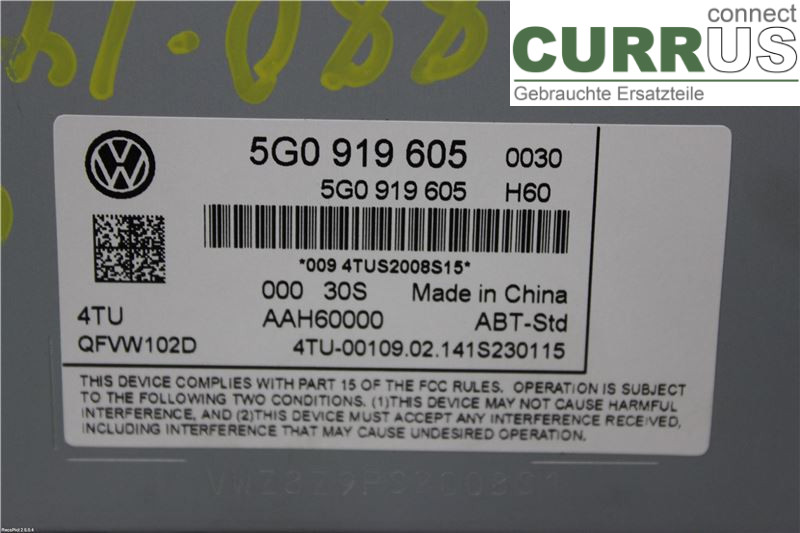 connect
CURRUS
Gebrauchte Ersatzteile
5G0 919 605 0030
5G0 919 605 H60
*009 4TUS2008S15*
000 30S Made in China
4TU AAH60000 ABT-Std
QFVW102D 4TU-00109.02.141S230115
THIS DEVICE COMPLIES WITH PART 15 OF THE FCC RULES. OPERATION IS SUBJECT
TO THE FOLLOWING TWO CONDITIONS. (1)THIS DEVICE MAY NOT CAUSE HARMFUL
INTERFERENCE, AND (2)THIS DEVICE MUST ACCEPT ANY INTERFERENCE RECEIVED,
INCLUDING INTERFERENCE THAT MAY CAUSE UNDESIRED OPERATION.